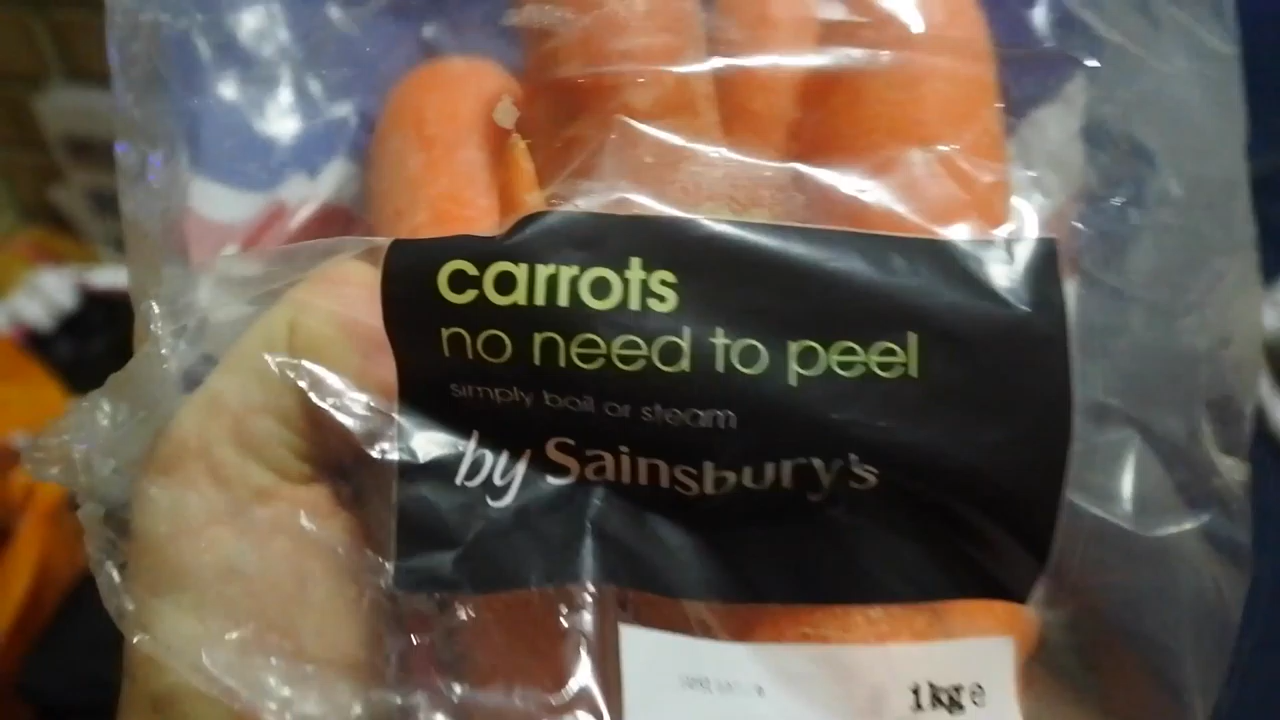 carrots
no need to peel
simply boil or steam
by Sainsbury's
1kg e